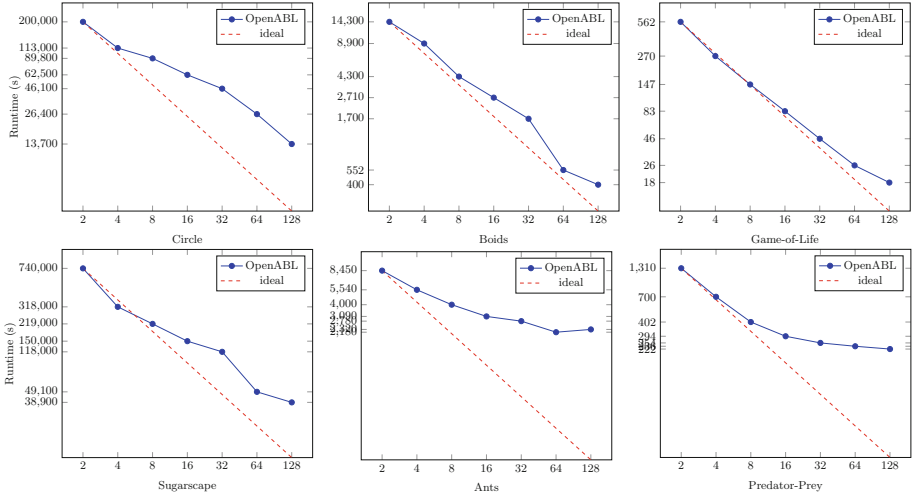 Runtime (s)
200,000
113,000
89,800
62,500
46,100
26,400
13,700
OpenABL
ideal
2 4 8 16 32 64 128
Circle
14,300
8,900
4,300
2,710
1,700
552
400
OpenABL
ideal
2 4 8 16 32 64 128
Boids
562
270
147
83
46
26
18
OpenABL
ideal
2 4 8 16 32 64 128
Game-of-Life
Runtime (s)
740,000
318,000
219,000
150,000
118,000
49,100
38,900
OpenABL
ideal
2 4 8 16 32 64 128
Sugarscape
8,450
5,540
4,000
OpenABL
ideal
2 4 8 16 32 64 128
Ants
1,310
700
402
294
222
OpenABL
ideal
2 4 8 16 32 64 128
Predator-Prey